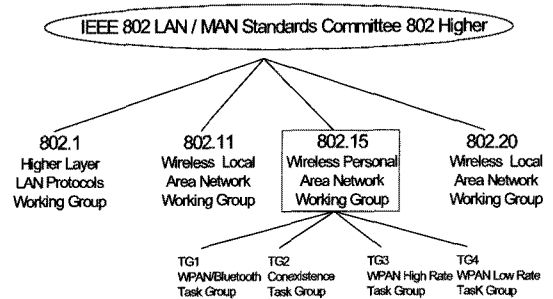 IEEE 802 LAN / MAN Standards Committee 802 Higher
802.1
Higher Layer
LAN Protocols
Working Group
802.11
Wireless Local
Area Network
Working Group
802.15
Wireless Personal
Area Network
Working Group
802.20
Wireless Local
Area Network
Working Group
TG1
WPAN/Bluetooth
Task Group
TG2
Conexistence
Task Group
TG3
WPAN High Rate
Task Group
TG4
WPAN Low Rate
TasK Group